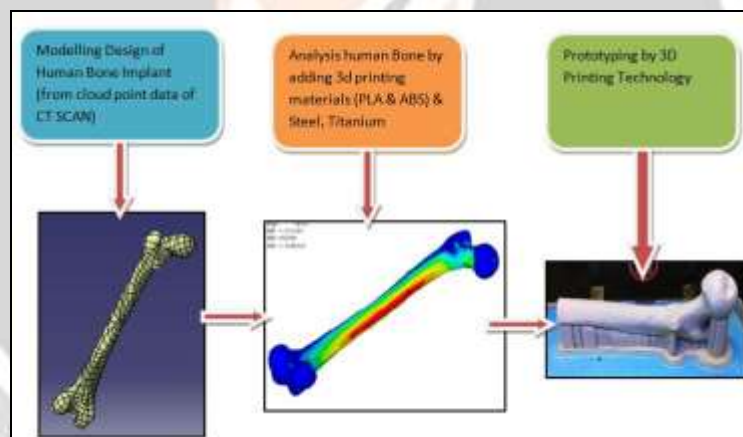 Modelling Design of
Human Bone Implant
(from cloud point data of
CT SCAN)
Analysis human Bone by
adding 3d printing
materials (PLA & ABS) &
Steel, Titanium
Prototyping by 3D
Printing Technology